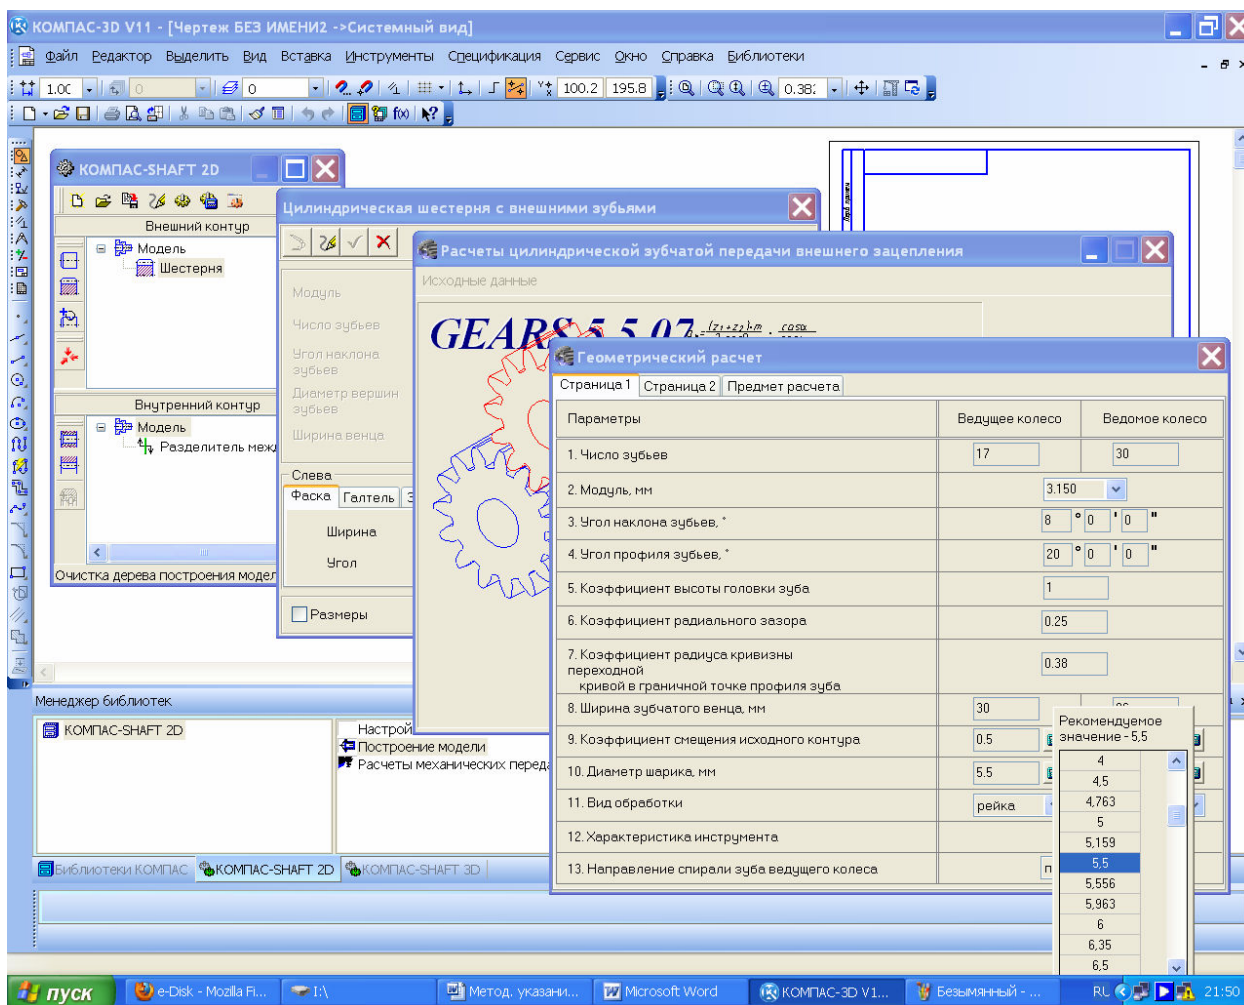 КОМПАС-3D V11 - [Чертеж БЕЗ ИМЕНИ2 ->Системный вид]
Файл Редактор Выделить Вид Вставка Инструменты Спецификация Сервис Окно Справка Библиотеки
1.0 0 0 100.2 195.8 0.38
f(x)
КОМПАС-SHAFT 2D
Внешний контур
Модель
Шестерня
Внутренний контур
Модель
Разделитель меж
Очистка дерева построения модел
Цилиндрическая шестерня с внешними зубьями
Модуль
Число зубьев
Угол наклона
зубьев
Диаметр вершин
зубьев
Ширина венца
Слева
Фаска Галтель
Ширина
Угол
Размеры
Расчеты цилиндрической зубчатой передачи внешнего зацепления
Исходные данные
GEARS 5.5.07
Геометрический расчет
Страница 1 Страница 2 Предмет расчета
Параметры Ведущее колесо Ведомое колесо
1. Число зубьев 17 30
2. Модуль, мм 3.150
3. Угол наклона зубьев, ° 8 ° 0 ' 0 "
4. Угол профиля зубьев, ° 20 ° 0 ' 0 "
5. Коэффициент высоты головки зуба 1
6. Коэффициент радиального зазора 0.25
7. Коэффициент радиуса кривизны
переходной
кривой в граничной точке профиля зуба 0.38
8. Ширина зубчатого венца, мм 30
9. Коэффициент смещения исходного контура 0.5
10. Диаметр шарика, мм 5.5
11. Вид обработки рейка
12. Характеристика инструмента
13. Направление спирали зуба ведущего колеса
Рекомендуемое
значение - 5,5
4
4,5
4,763
5
5,159
5,5
5,556
5,963
6
6,35
6,5
Менеджер библиотек
КОМПАС-SHAFT 2D
Настрой
Построение модели
Расчеты механических переда
Библиотеки КОМПАС КОМПАС-SHAFT 2D КОМПАС-SHAFT 3D
пуск e-Disk - Mozilla Fi... I:\ Метод. указани... Microsoft Word КОМПАС-3D V1... Безымянный - ... RL 21:50